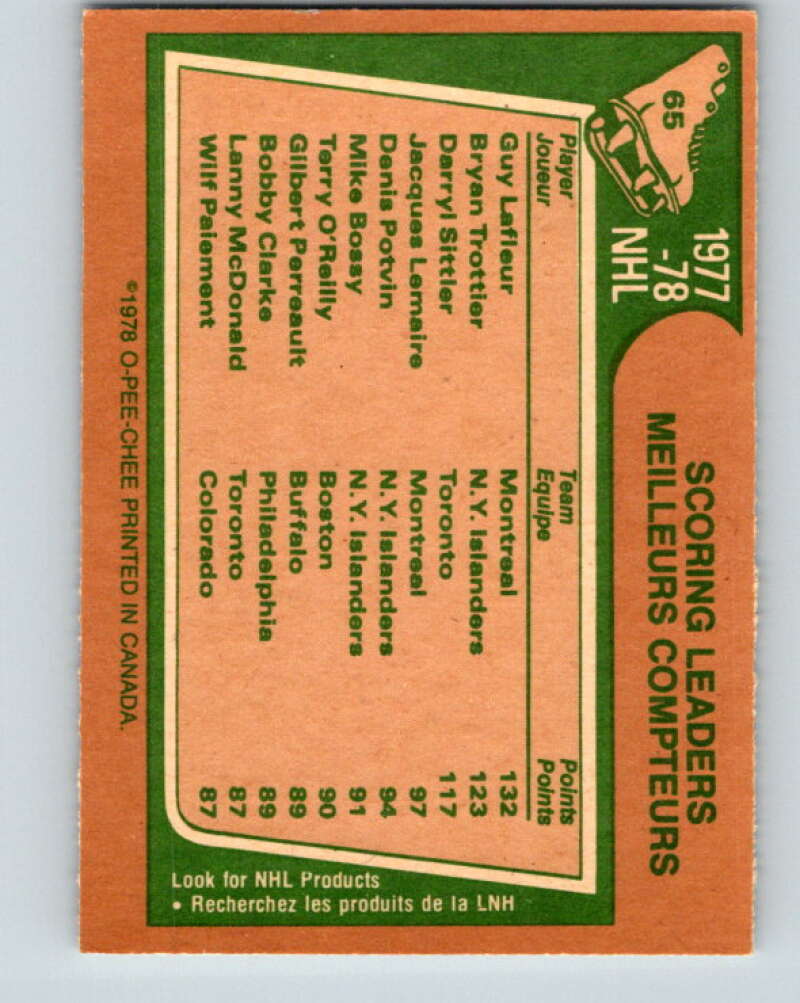 65
1977
-78
NHL
SCORING LEADERS
MEILLEURS COMPTEURS
Player Team Points
Joueur Equipe Points
Guy Lafleur Montreal 132
Bryan Trottier N.Y. Islanders 123
Darryl Sittler Toronto 117
Jacques Lemaire Montreal 97
Denis Potvin N.Y. Islanders 94
Mike Bossy N.Y. Islanders 91
Terry O'Reilly Boston 90
Gilbert Perreault Buffalo 89
Bobby Clarke Philadelphia 89
Lanny McDonald Toronto 87
Wilf Paiement Colorado 87
Look for NHL Products
• Recherchez les produits de la LNH
©1978 O-PEE-CHEE PRINTED IN CANADA.